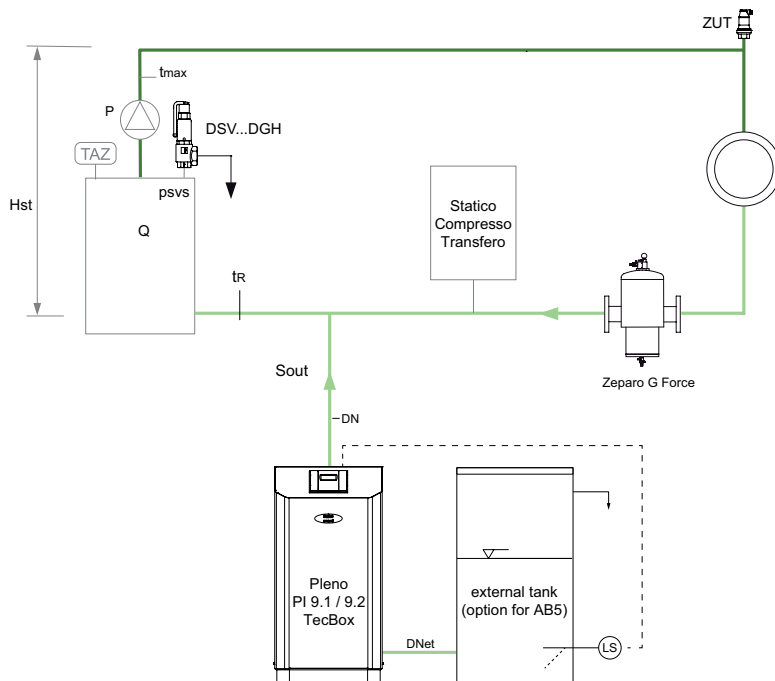 ZUT
tmax
P
DSV...DGH
TAZ
psvs
Hst
Q
Statico
Compresso
Transfero
tR
Zeparo G Force
Sout
DN
Pleno
PI 9.1 / 9.2
TecBox
external tank
(option for AB5)
DNet
LS